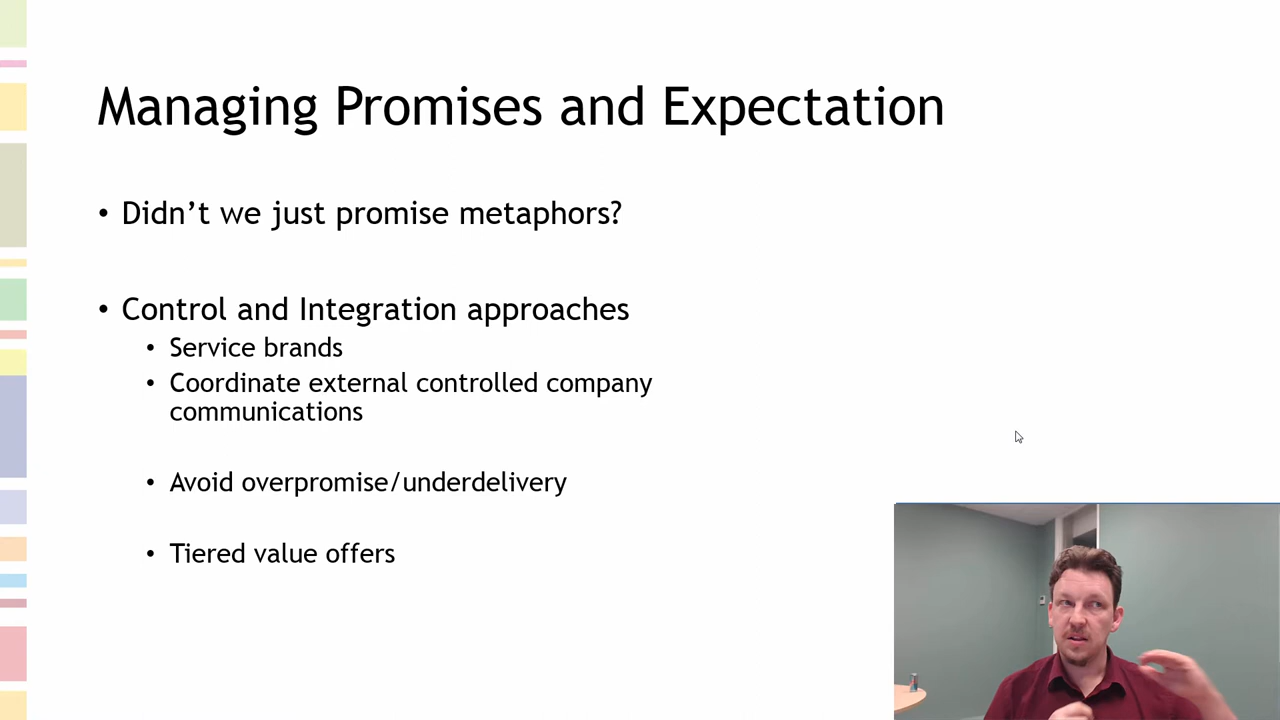 Managing Promises and Expectation
• Didn’t we just promise metaphors?
• Control and Integration approaches
• Service brands
• Coordinate external controlled company
communications
• Avoid overpromise/underdelivery
• Tiered value offers